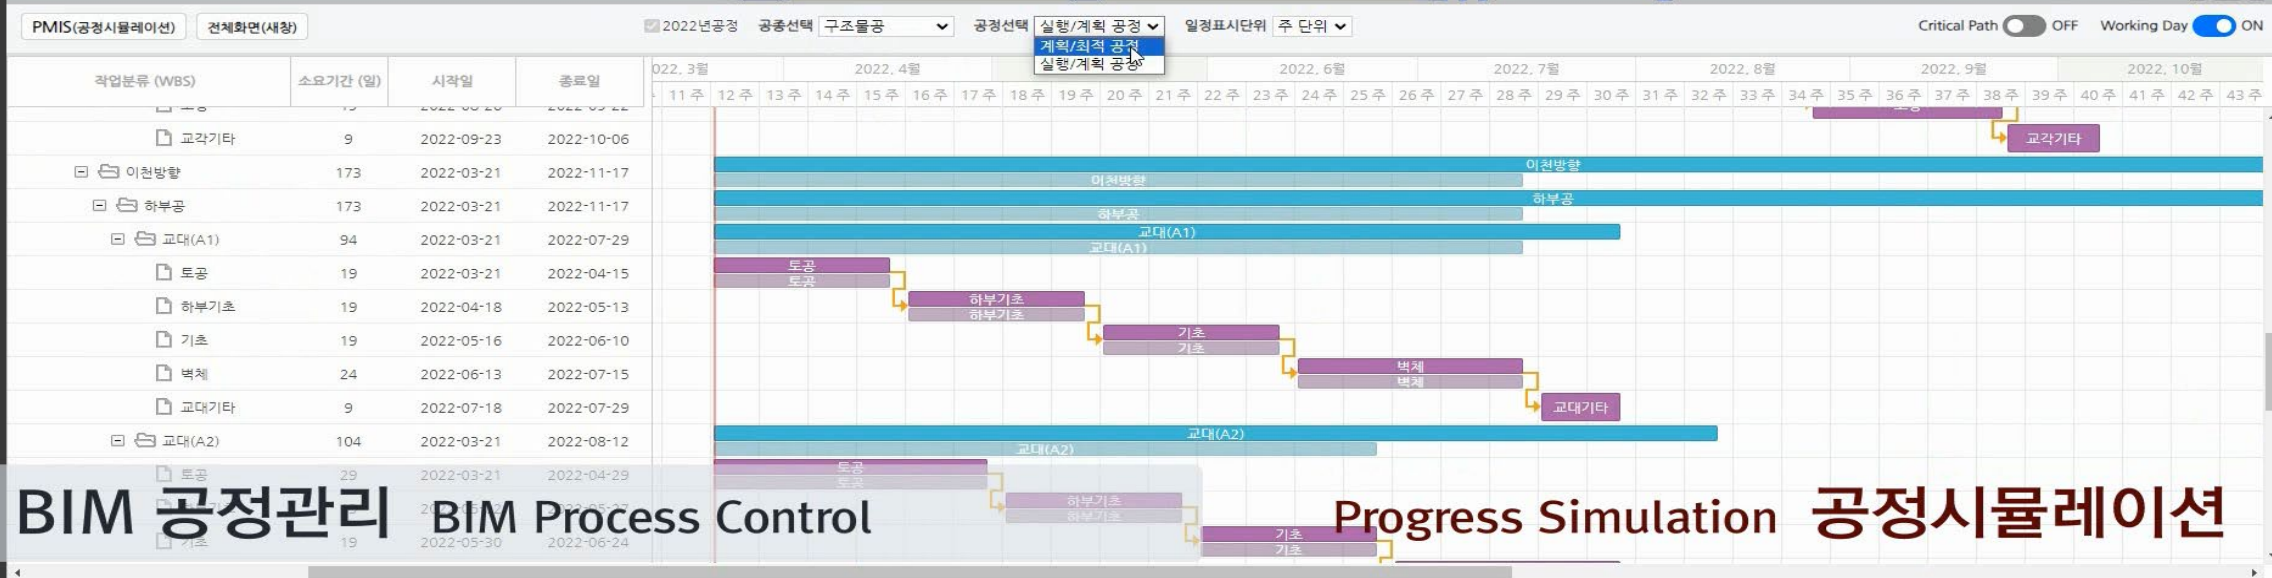 PMIS(공정시뮬레이션) 전체화면(새창) 2022년공정 공종선택 구조물공 공정선택 실행/계획 공정 일정표시단위 주 단위 Critical Path OFF Working Day ON
계획/최적 공정
실행/계획 공정
작업분류 (WBS) 소요기간 (일) 시작일 종료일
022, 3월 2022, 4월 2022, 6월 2022, 7월 2022, 8월 2022, 9월 2022, 10월
11 주 12 주 13 주 14 주 15 주 16 주 17 주 18 주 19 주 20 주 21 주 22 주 23 주 24 주 25 주 26 주 27 주 28 주 29 주 30 주 31 주 32 주 33 주 34 주 35 주 36 주 37 주 38 주 39 주 40 주 41 주 42 주 43 주
교각기타 9 2022-09-23 2022-10-06 교각기타
이천방향 173 2022-03-21 2022-11-17 이천방향
이천방향
하부공 173 2022-03-21 2022-11-17 하부공
하부공
교대(A1) 94 2022-03-21 2022-07-29 교대(A1)
교대(A1)
토공 19 2022-03-21 2022-04-15 토공
토공
하부기초 19 2022-04-18 2022-05-13 하부기초
하부기초
기초 19 2022-05-16 2022-06-10 기초
기초
벽체 24 2022-06-13 2022-07-15 벽체
벽체
교대기타 9 2022-07-18 2022-07-29 교대기타
교대(A2) 104 2022-03-21 2022-08-12 교대(A2)
교대(A2)
토공 29 2022-03-21 2022-04-29 토공
토공
하부기초
하부기초
BIM 공정관리 BIM Process Control Progress Simulation 공정시뮬레이션
기초 19 2022-05-30 2022-06-24 기초
기초